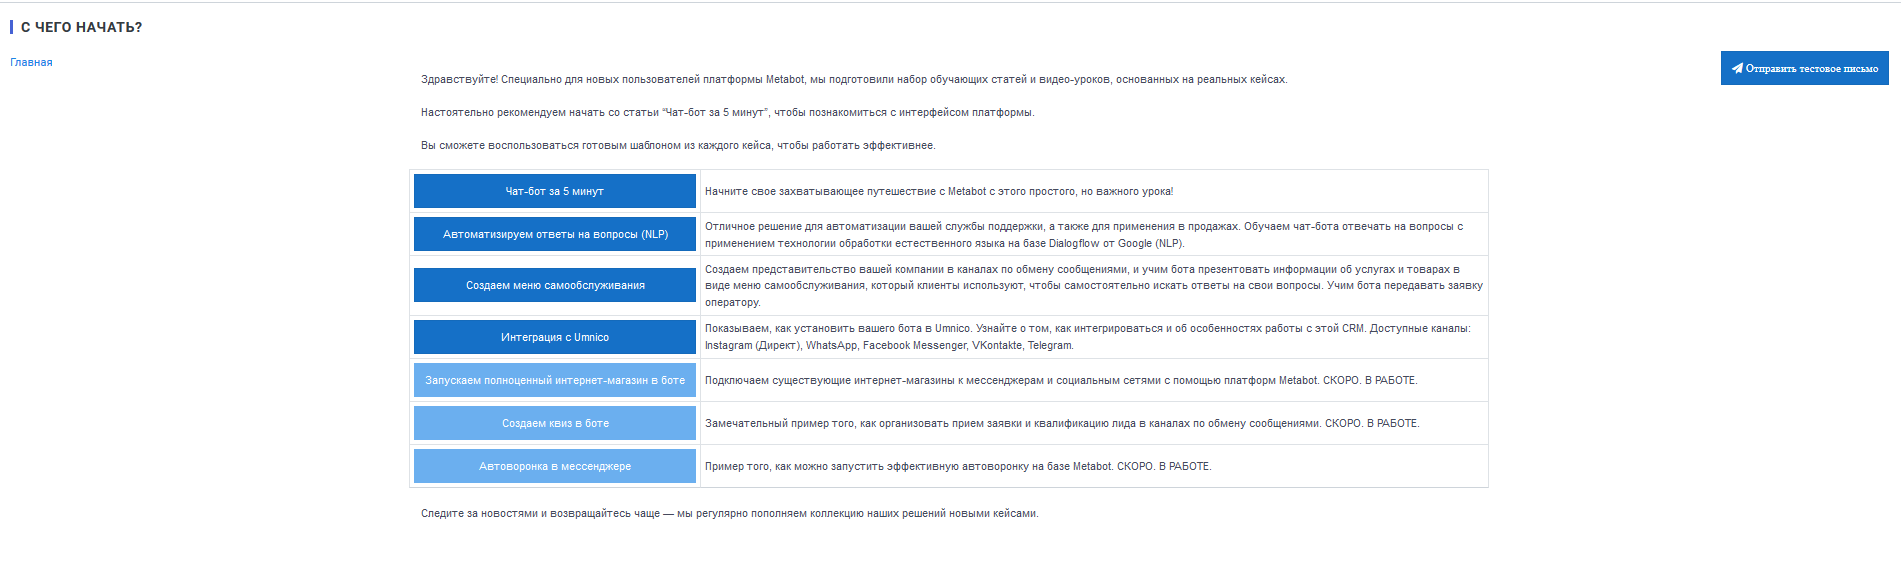 С ЧЕГО НАЧАТЬ?
Главная
Отправить тестовое письмо
Здравствуйте! Специально для новых пользователей платформы Metabot, мы подготовили набор обучающих статей и видео-уроков, основанных на реальных кейсах.
Настоятельно рекомендуем начать со статьи “Чат-бот за 5 минут”, чтобы познакомиться с интерфейсом платформы.
Вы сможете воспользоваться готовым шаблоном из каждого кейса, чтобы работать эффективнее.
Чат-бот за 5 минут
Начните свое захватывающее путешествие с Metabot с этого простого, но важного урока!
Автоматизируем ответы на вопросы (NLP)
Отличное решение для автоматизации вашей службы поддержки, а также для применения в продажах. Обучаем чат-бота отвечать на вопросы с
применением технологии обработки естественного языка на базе Dialogflow от Google (NLP).
Создаем меню самообслуживания
Создаем представительство вашей компании в каналах по обмену сообщениями, и учим бота презентовать информации об услугах и товарах в
виде меню самообслуживания, который клиенты используют, чтобы самостоятельно искать ответы на свои вопросы. Учим бота передавать заявку
оператору.
Интеграция с Umnico
Показываем, как установить вашего бота в Umnico. Узнайте о том, как интегрироваться и об особенностях работы с этой CRM. Доступные каналы:
Instagram (Директ), WhatsApp, Facebook Messenger, VKontakte, Telegram.
Запускаем полноценный интернет-магазин в боте
Подключаем существующие интернет-магазины к мессенджерам и социальным сетями с помощью платформ Metabot. СКОРО. В РАБОТЕ.
Создаем квиз в боте
Замечательный пример того, как организовать прием заявки и квалификацию лида в каналах по обмену сообщениями. СКОРО. В РАБОТЕ.
Автоворонка в мессенджере
Пример того, как можно запустить эффективную автоворонку на базе Metabot. СКОРО. В РАБОТЕ.
Следите за новостями и возвращайтесь чаще — мы регулярно пополняем коллекцию наших решений новыми кейсами.